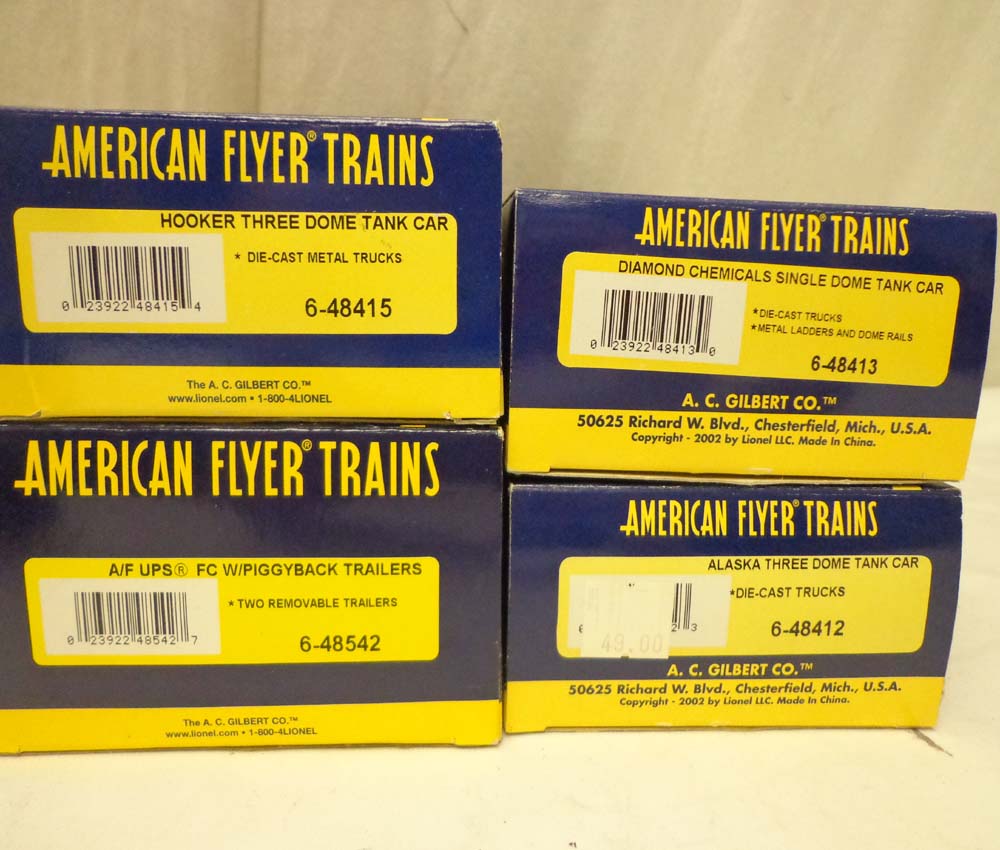 AMERICAN FLYER® TRAINS
HOOKER THREE DOME TANK CAR
* DIE-CAST METAL TRUCKS
0 23922 48415 4
6-48415
The A. C. GILBERT CO.™
www.lionel.com • 1-800-4LIONEL
AMERICAN FLYER® TRAINS
DIAMOND CHEMICALS SINGLE DOME TANK CAR
*DIE-CAST TRUCKS
*METAL LADDERS AND DOME RAILS
0 23922 48413 0
6-48413
A. C. GILBERT CO.™
50625 Richard W. Blvd., Chesterfield, Mich., U.S.A.
Copyright - 2002 by Lionel LLC. Made In China.
AMERICAN FLYER® TRAINS
A/F UPS® FC W/PIGGYBACK TRAILERS
* TWO REMOVABLE TRAILERS
0 23922 48542 7
6-48542
The A. C. GILBERT CO.™
www.lionel.com • 1-800-4LIONEL
AMERICAN FLYER® TRAINS
ALASKA THREE DOME TANK CAR
*DIE-CAST TRUCKS
2 3
49.00
6-48412
A. C. GILBERT CO.™
50625 Richard W. Blvd., Chesterfield, Mich., U.S.A.
Copyright - 2002 by Lionel LLC. Made In China.